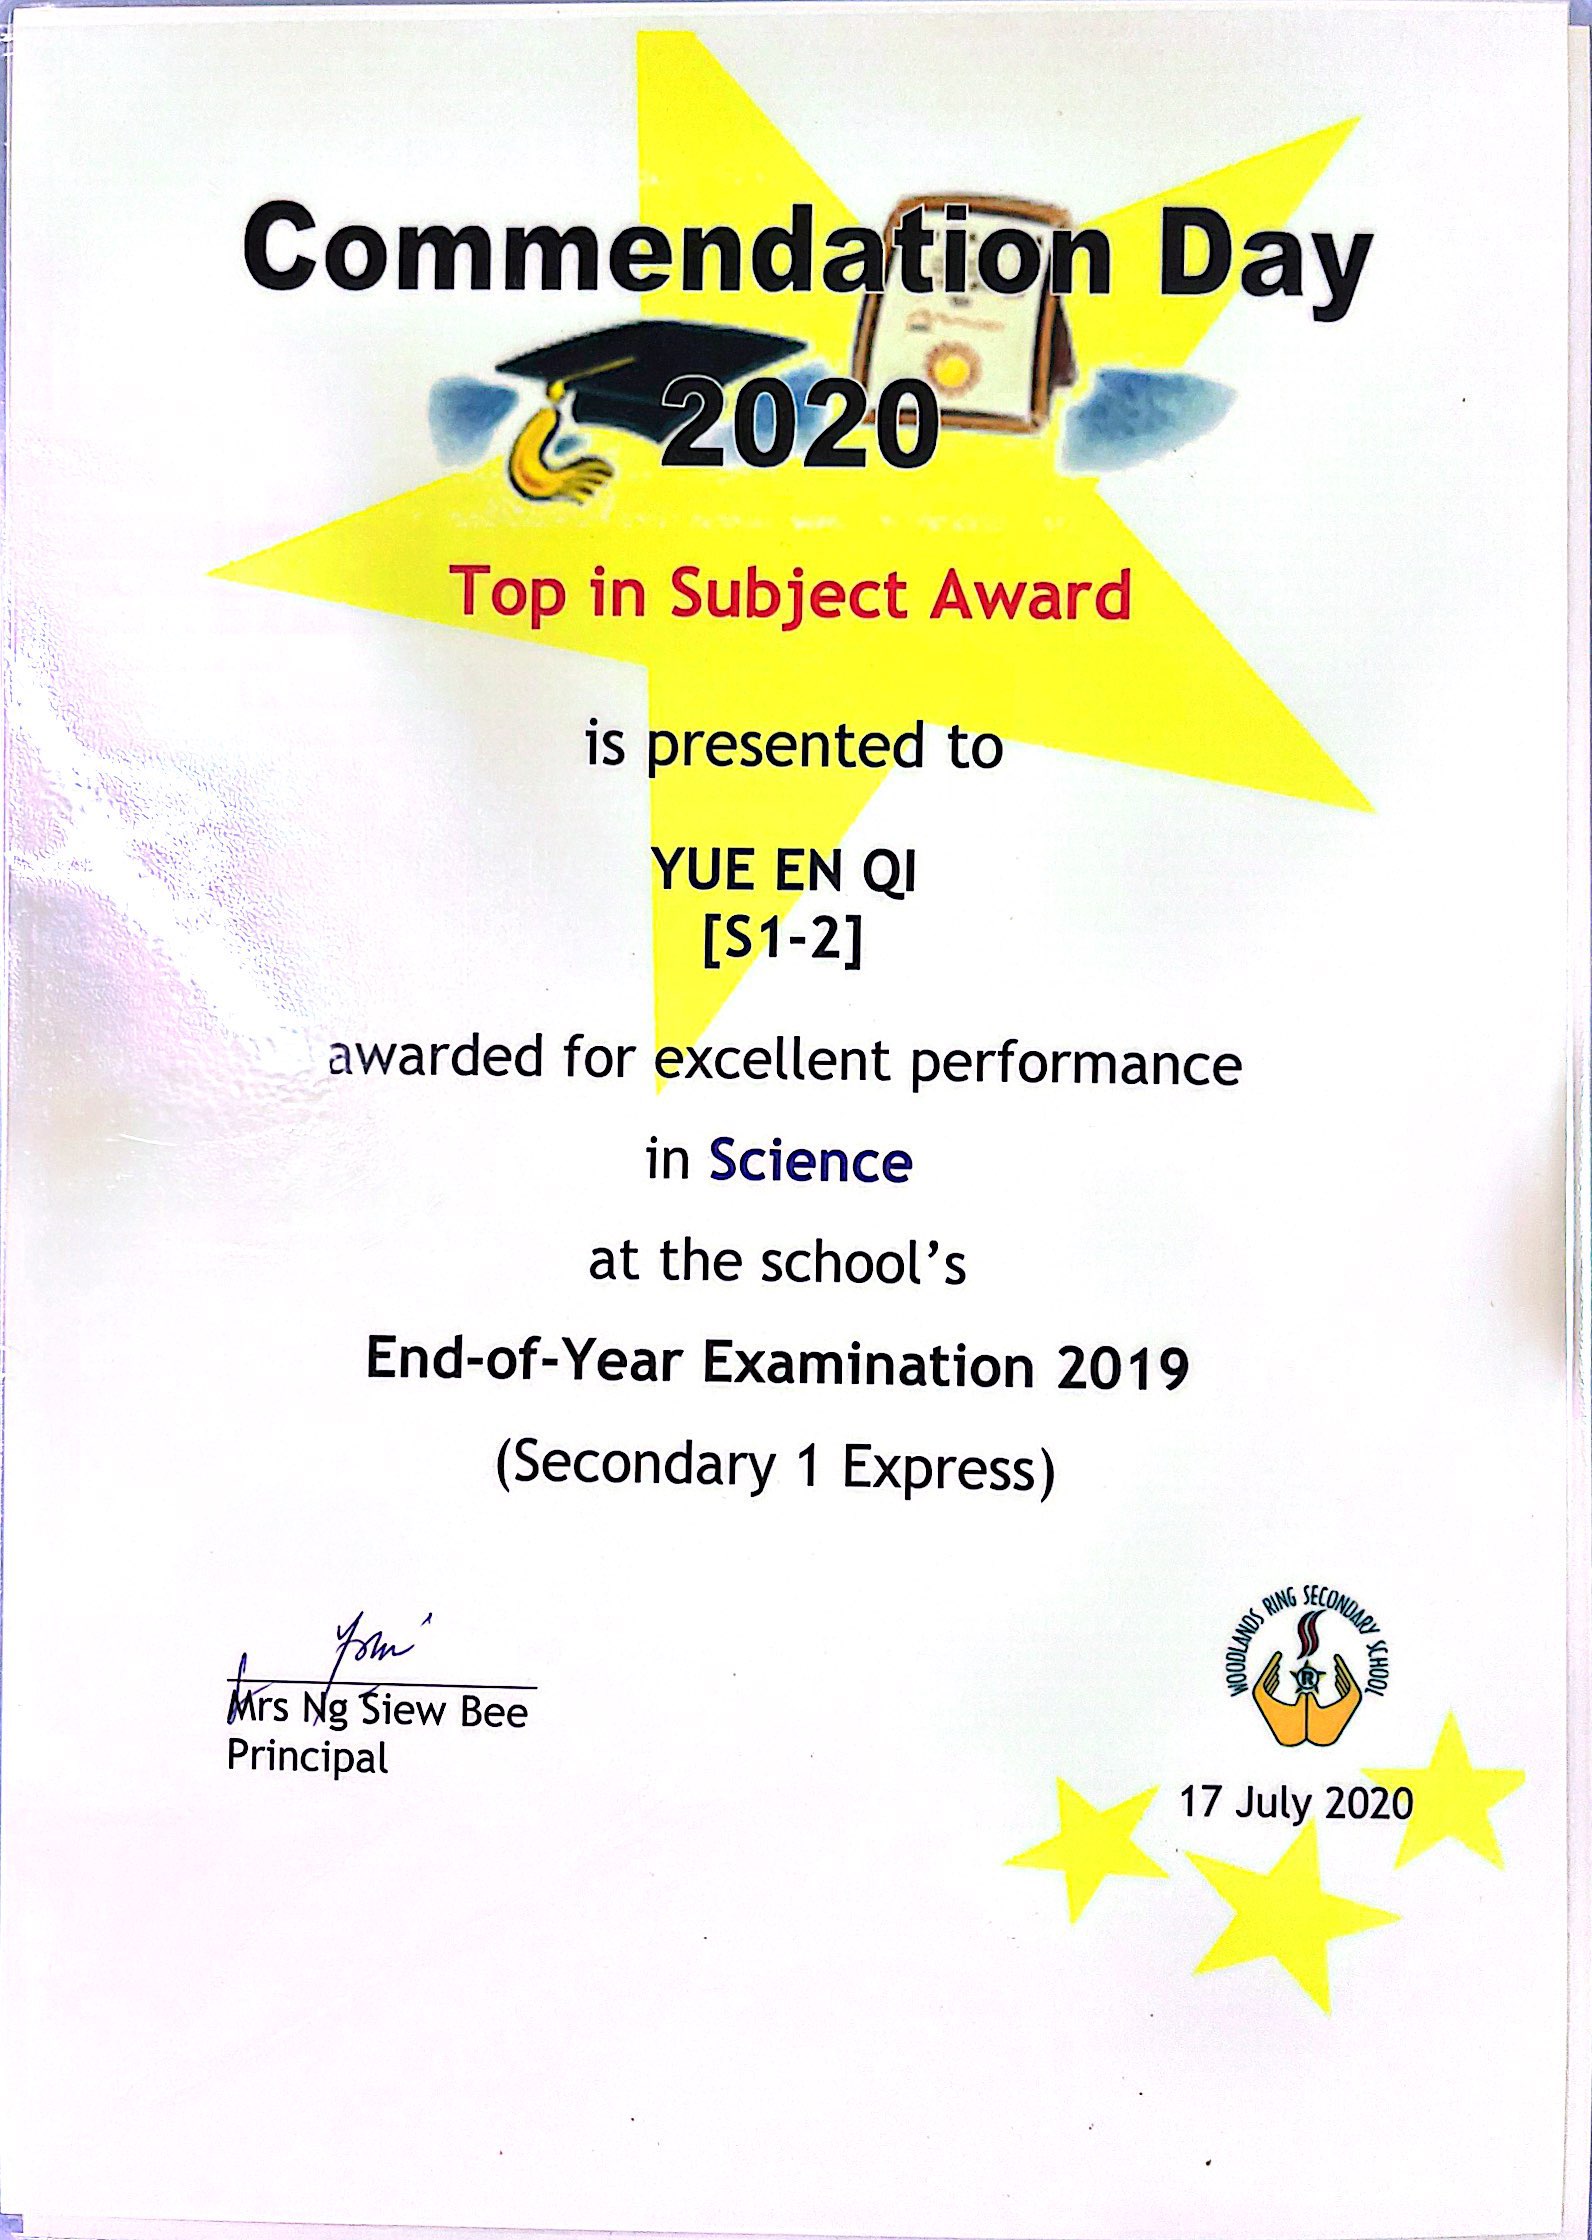 Commendation Day
2020
Top in Subject Award
is presented to
YUE EN QI
[S1-2]
awarded for excellent performance
in Science
at the school’s
End-of-Year Examination 2019
(Secondary 1 Express)
Mrs Ng Siew Bee
Principal
WOODLANDS RING SECONDARY SCHOOL
R
17 July 2020